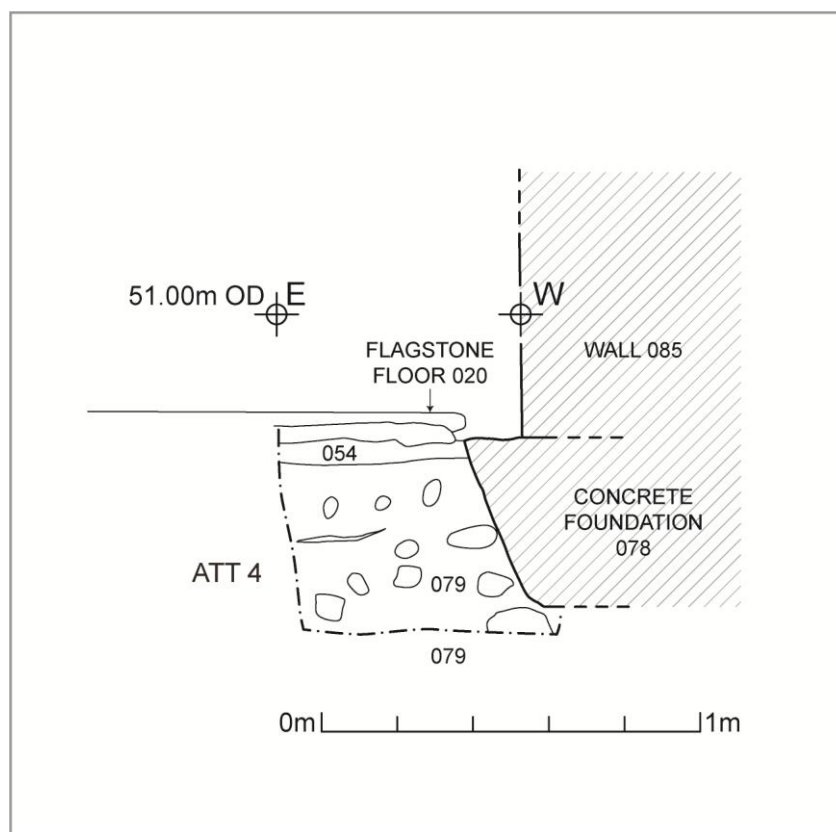 51.00m OD E
W
FLAGSTONE
FLOOR 020
WALL 085
054
CONCRETE
FOUNDATION
078
ATT 4
079
079
0m
1m